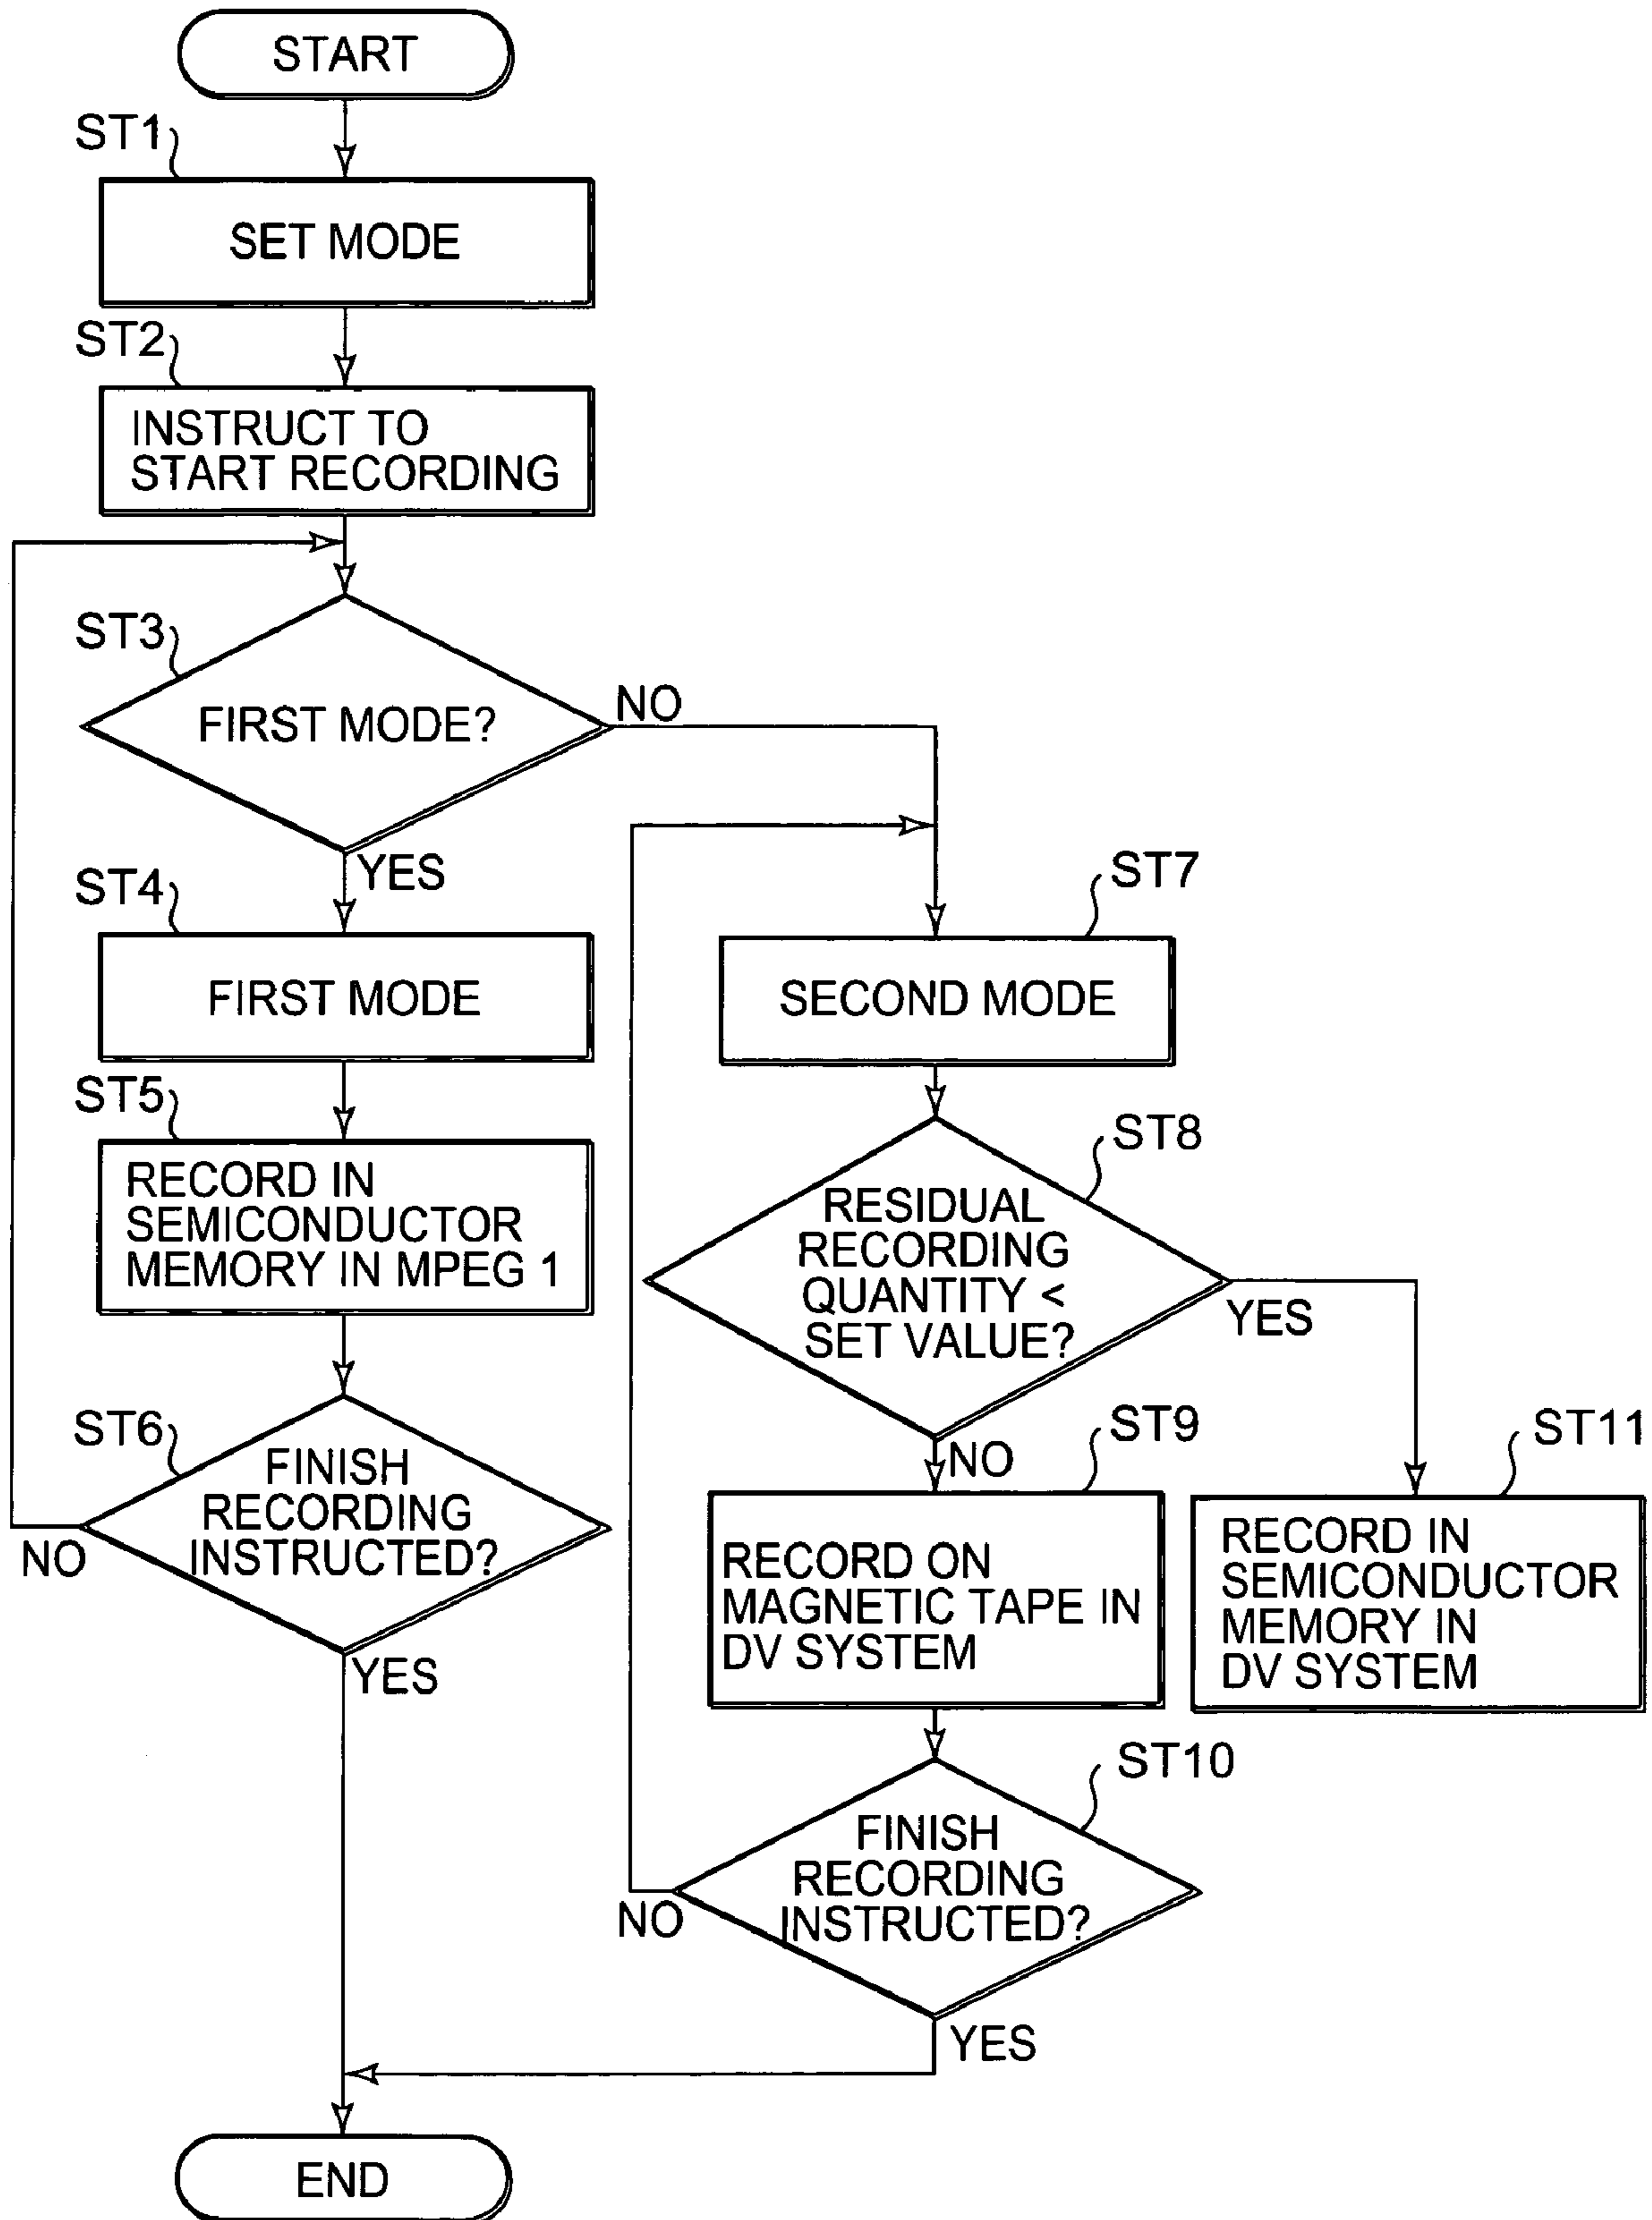 START
ST1
SET MODE
ST2
INSTRUCT TO
START RECORDING
ST3
FIRST MODE?
NO
YES
ST4
FIRST MODE
ST5
RECORD IN
SEMICONDUCTOR
MEMORY IN MPEG 1
ST6
FINISH
RECORDING
INSTRUCTED?
NO
YES
ST7
SECOND MODE
ST8
RESIDUAL
RECORDING
QUANTITY <
SET VALUE?
YES
NO
ST9
RECORD ON
MAGNETIC TAPE IN
DV SYSTEM
ST11
RECORD IN
SEMICONDUCTOR
MEMORY IN
DV SYSTEM
ST10
FINISH
RECORDING
INSTRUCTED?
NO
YES
END